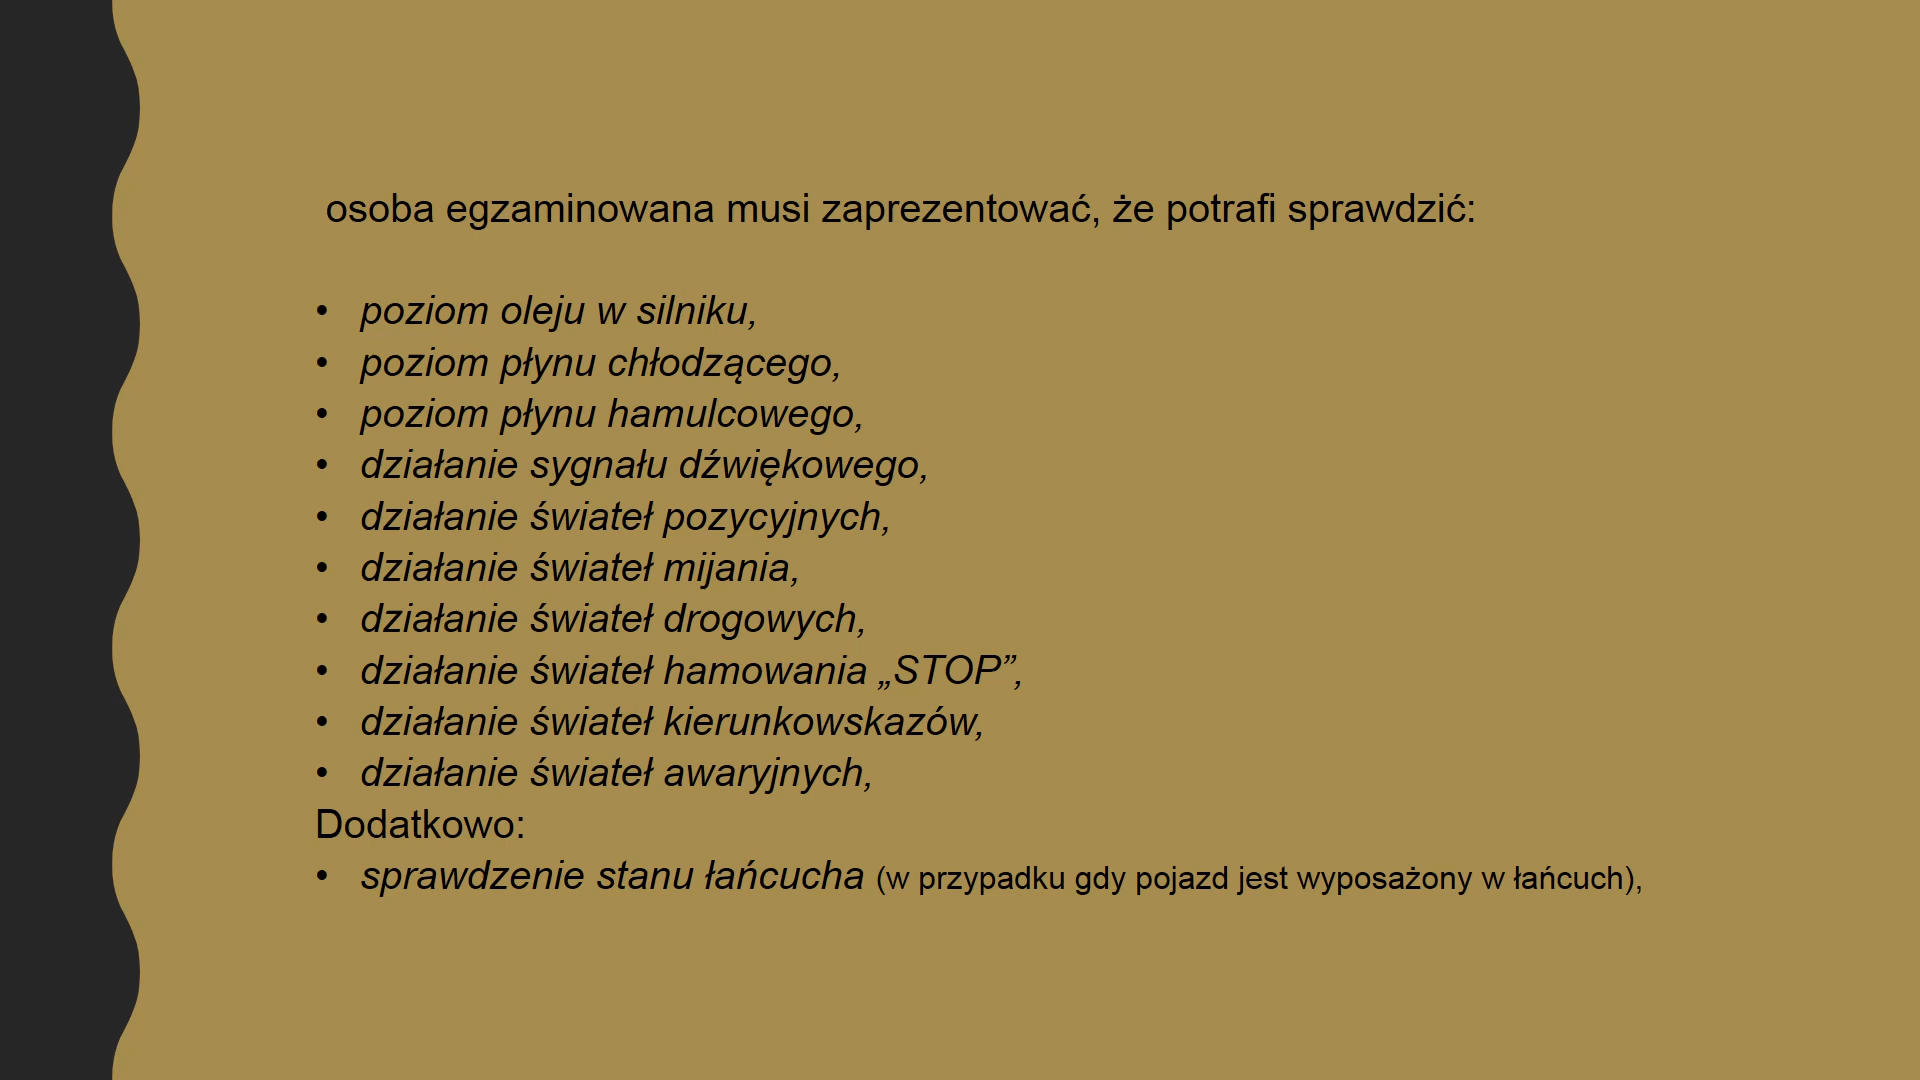 osoba egzaminowana musi zaprezentować, że potrafi sprawdzić:
• poziom oleju w silniku,
• poziom płynu chłodzącego,
• poziom płynu hamulcowego,
• działanie sygnału dźwiękowego,
• działanie świateł pozycyjnych,
• działanie świateł mijania,
• działanie świateł drogowych,
• działanie świateł hamowania „STOP”,
• działanie świateł kierunkowskazów,
• działanie świateł awaryjnych,
Dodatkowo:
• sprawdzenie stanu łańcucha (w przypadku gdy pojazd jest wyposażony w łańcuch),